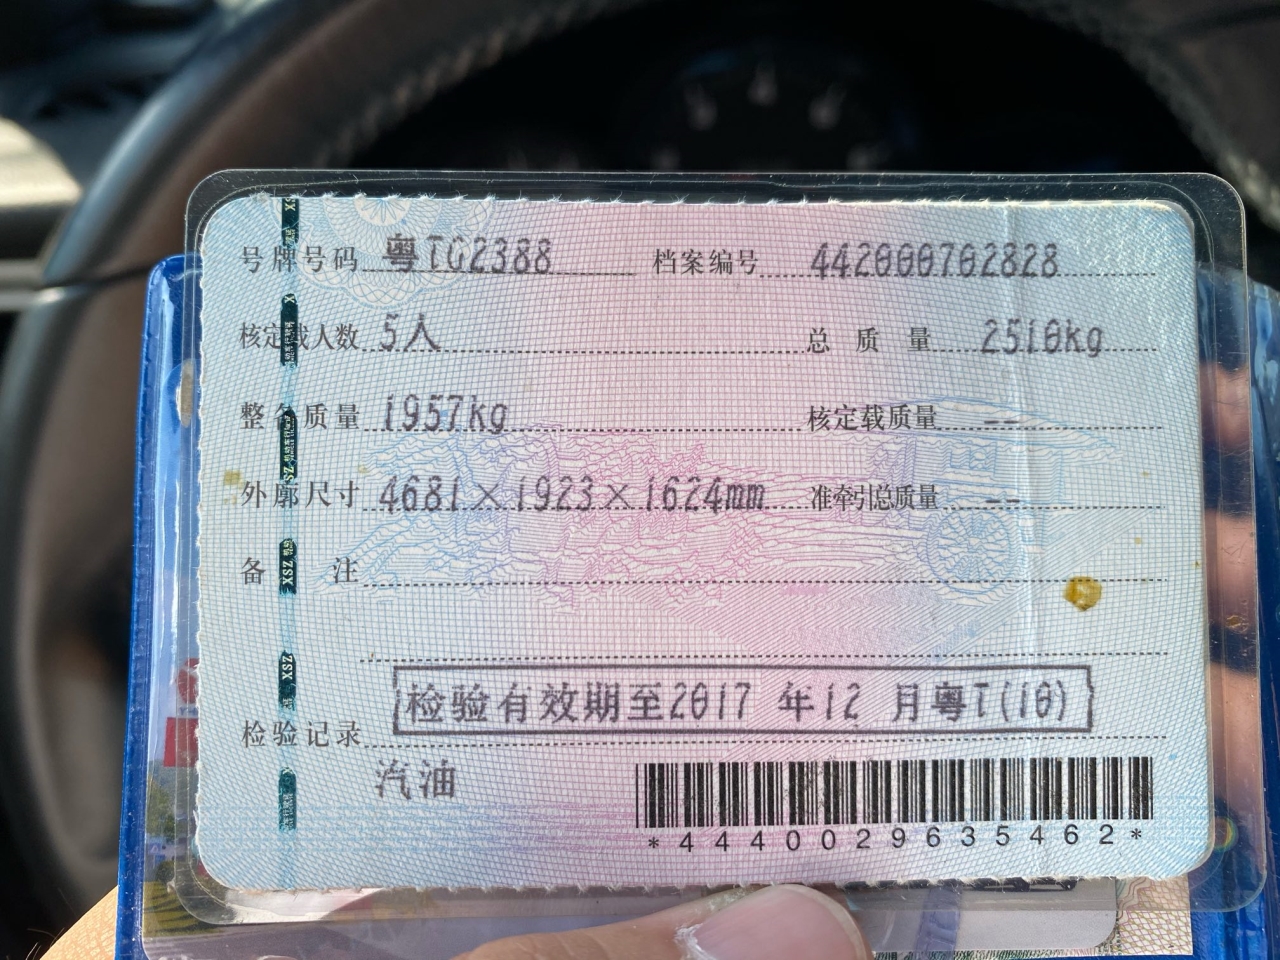 号牌号码 粤TG2388 档案编号 442000702828
核定载人数 5人 总质量 2510kg
整备质量 1957kg 核定载质量 --
外廓尺寸 4681×1923×1624mm 准牵引总质量 --
备注
检验记录 检验有效期至2017 年12 月粤T(10)
汽油
*4440029635462*
XSZ
XSZ